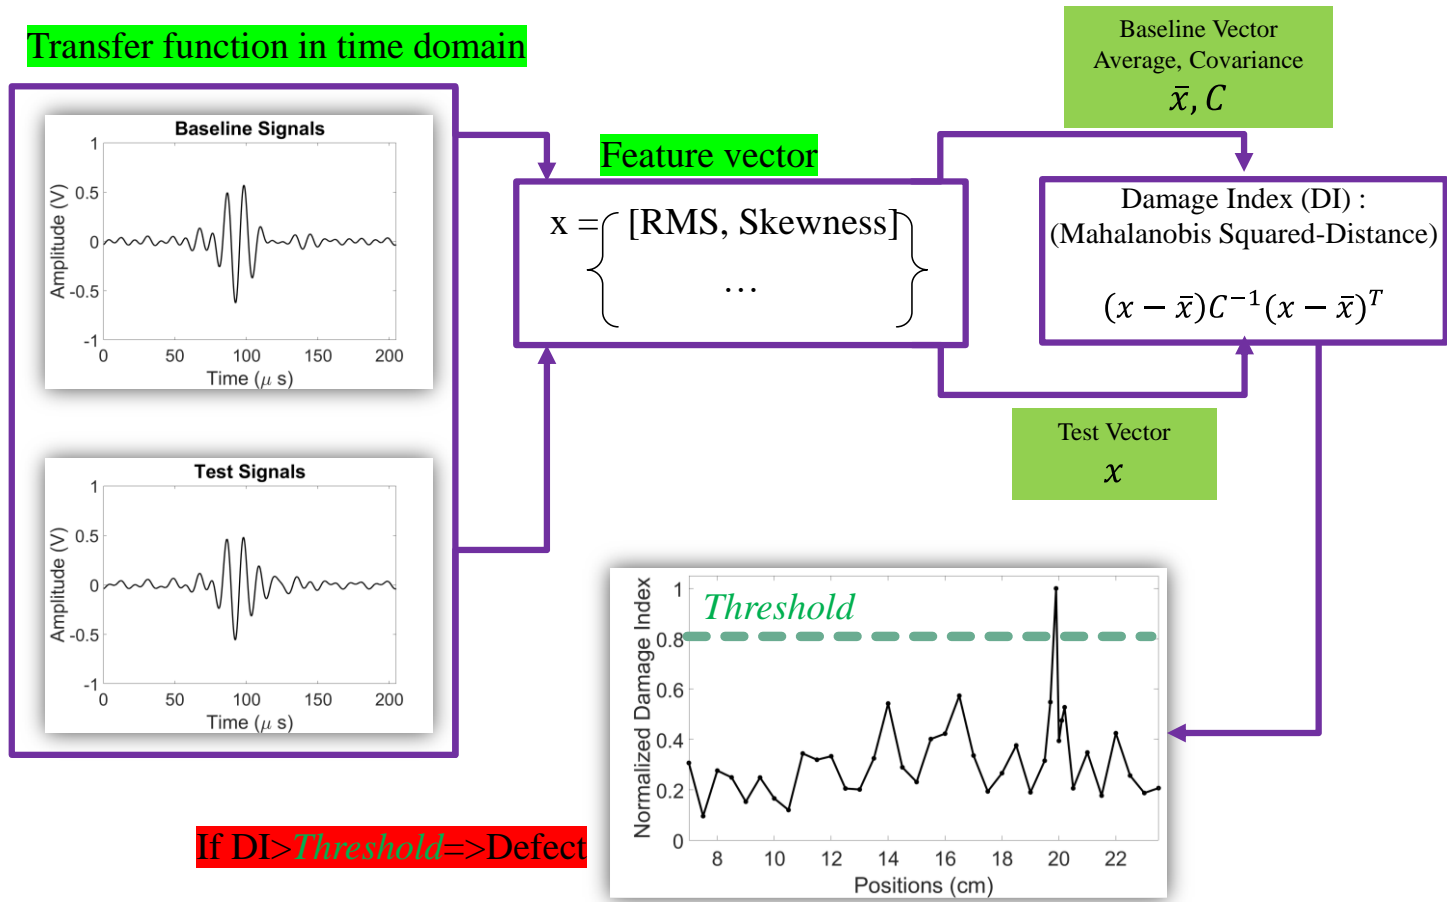 Transfer function in time domain
Baseline Signals
1
0.5
0
-0.5
-1
Amplitude (V)
0 50 100 150 200
Time (μ s)
Test Signals
1
0.5
0
-0.5
-1
Amplitude (V)
0 50 100 150 200
Time (μ s)
Feature vector
x = { [RMS, Skewness] }
…
Baseline Vector
Average, Covariance
x̄, C
Damage Index (DI) :
(Mahalanobis Squared-Distance)
(x − x̄)C⁻¹(x − x̄)ᵀ
Test Vector
x
Threshold
1
0.8
0.6
0.4
0.2
0
Normalized Damage Index
8 10 12 14 16 18 20 22
Positions (cm)
If DI>Threshold=>Defect